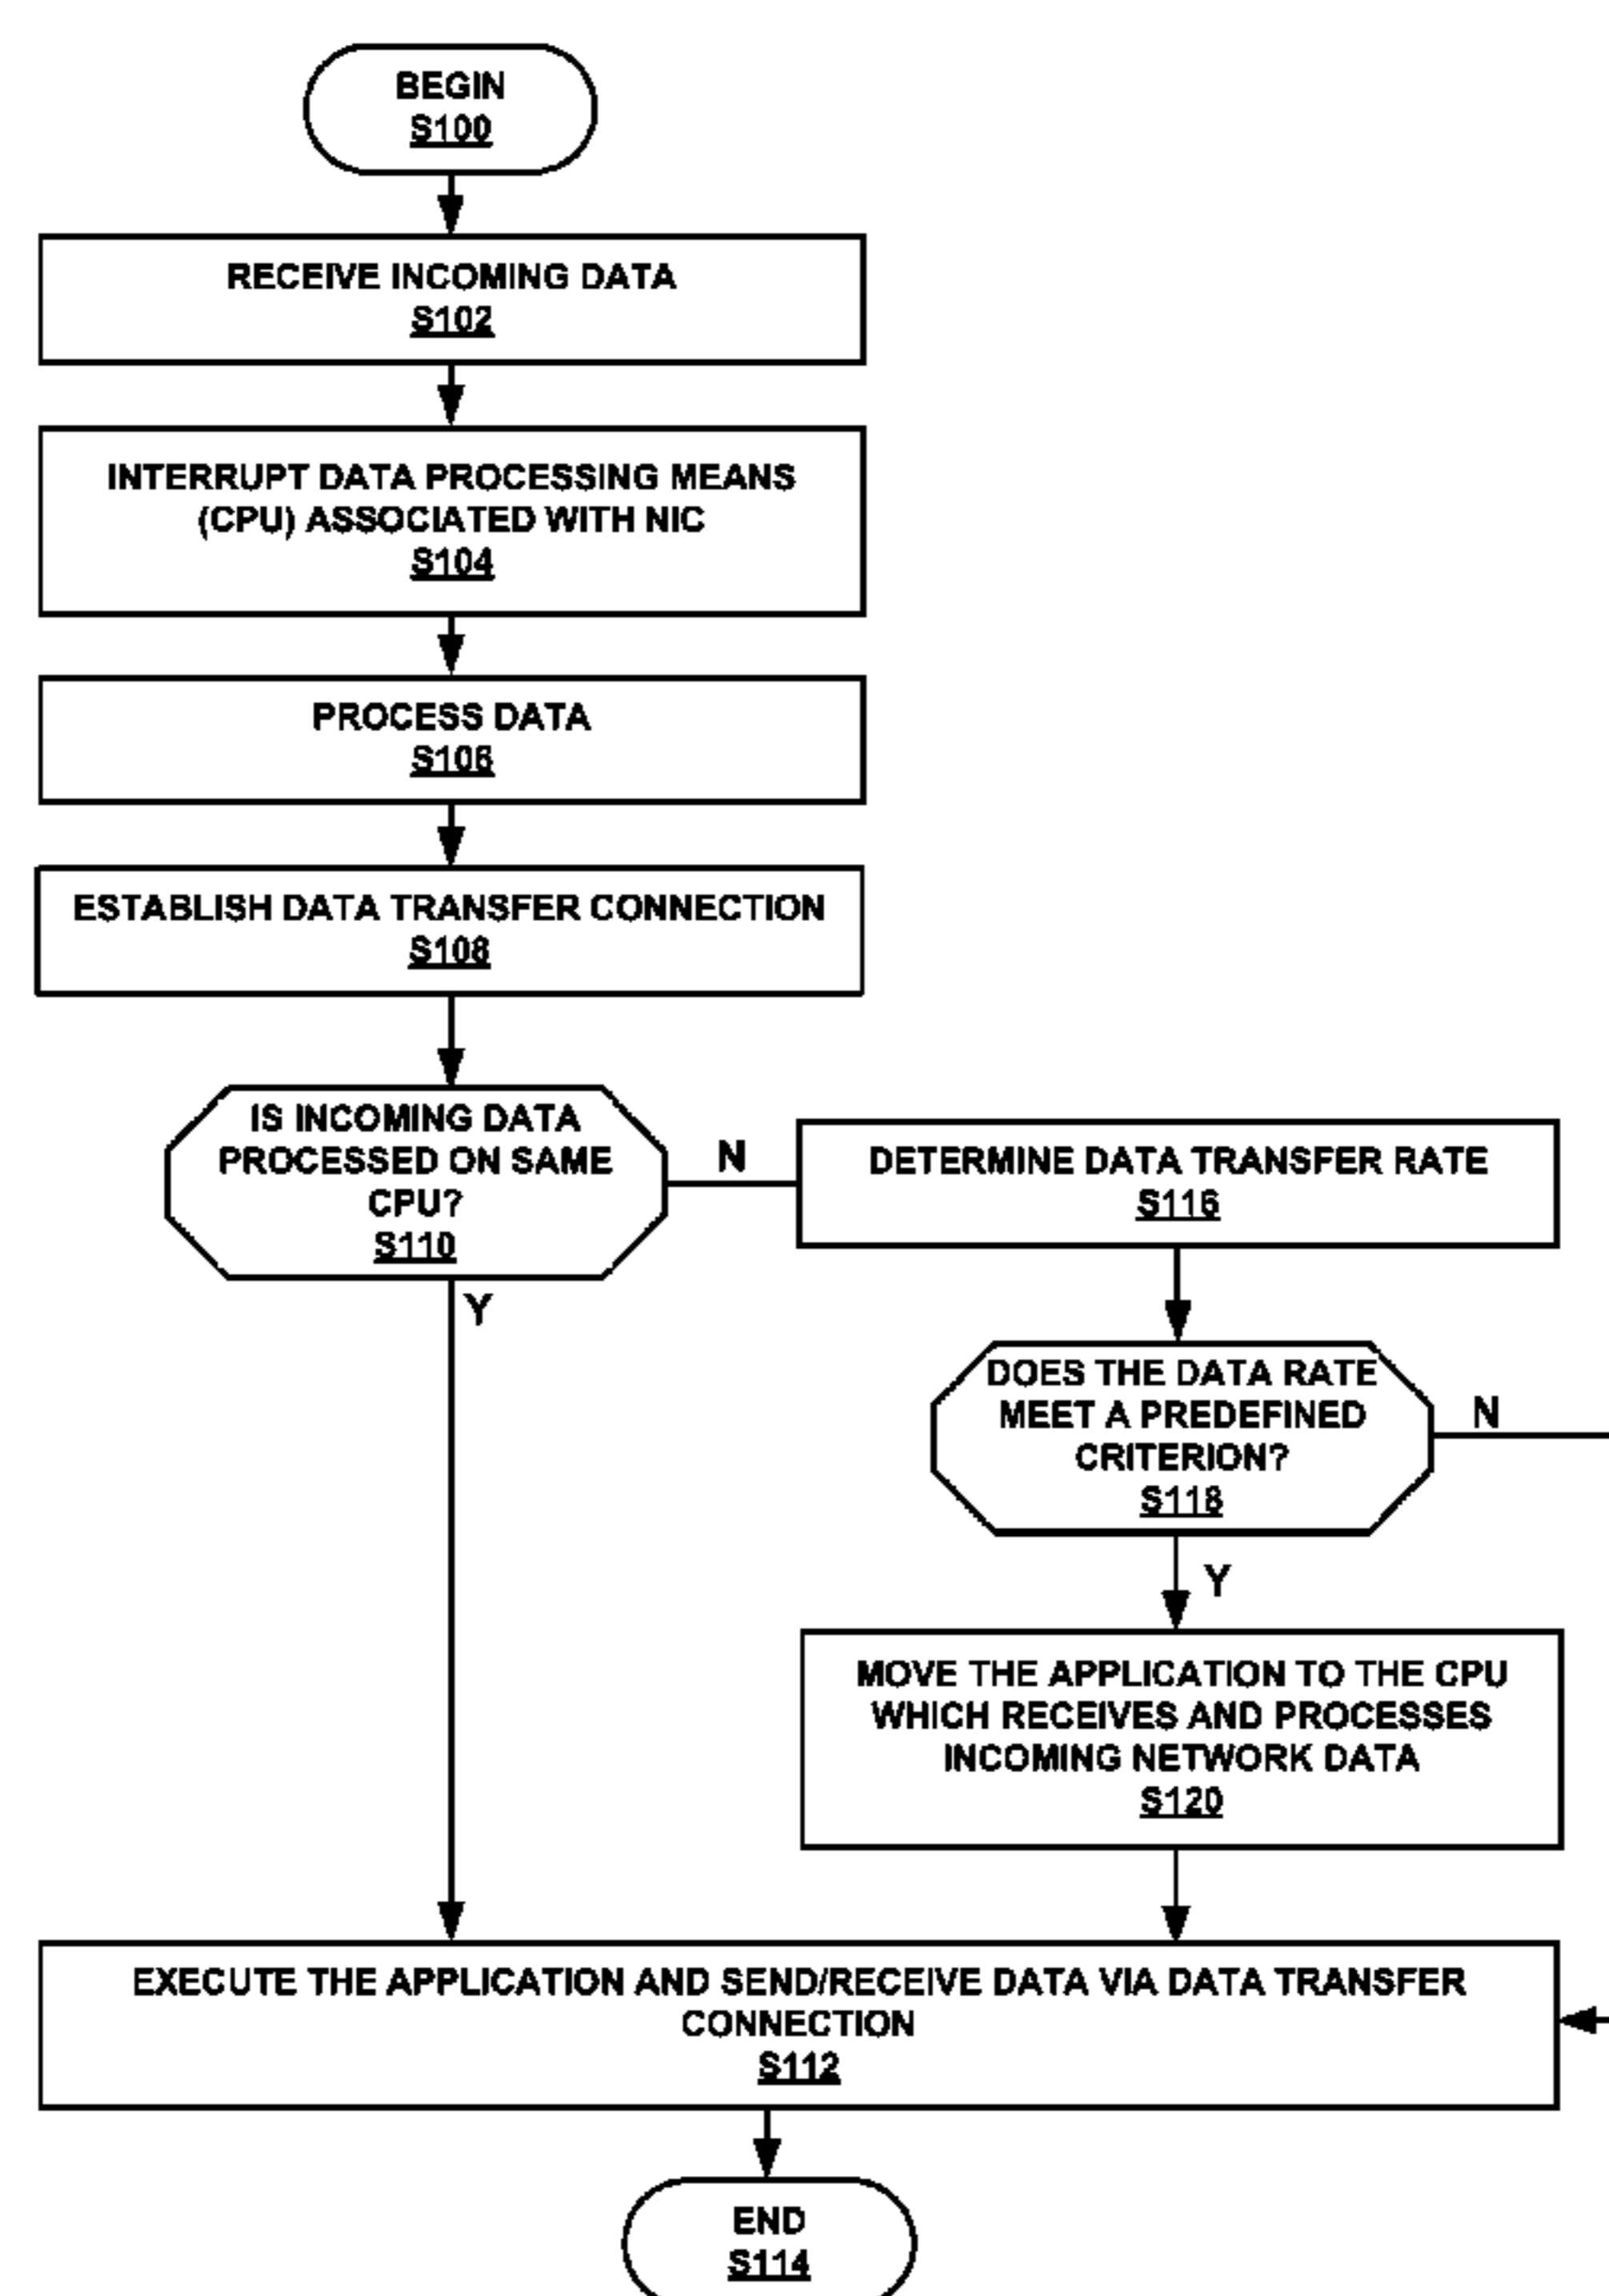 BEGIN
S100
RECEIVE INCOMING DATA
S102
INTERRUPT DATA PROCESSING MEANS
(CPU) ASSOCIATED WITH NIC
S104
PROCESS DATA
S106
ESTABLISH DATA TRANSFER CONNECTION
S108
IS INCOMING DATA
PROCESSED ON SAME
CPU?
S110
N
DETERMINE DATA TRANSFER RATE
S116
Y
DOES THE DATA RATE
MEET A PREDEFINED
CRITERION?
S118
N
Y
MOVE THE APPLICATION TO THE CPU
WHICH RECEIVES AND PROCESSES
INCOMING NETWORK DATA
S120
EXECUTE THE APPLICATION AND SEND/RECEIVE DATA VIA DATA TRANSFER
CONNECTION
S112
END
S114